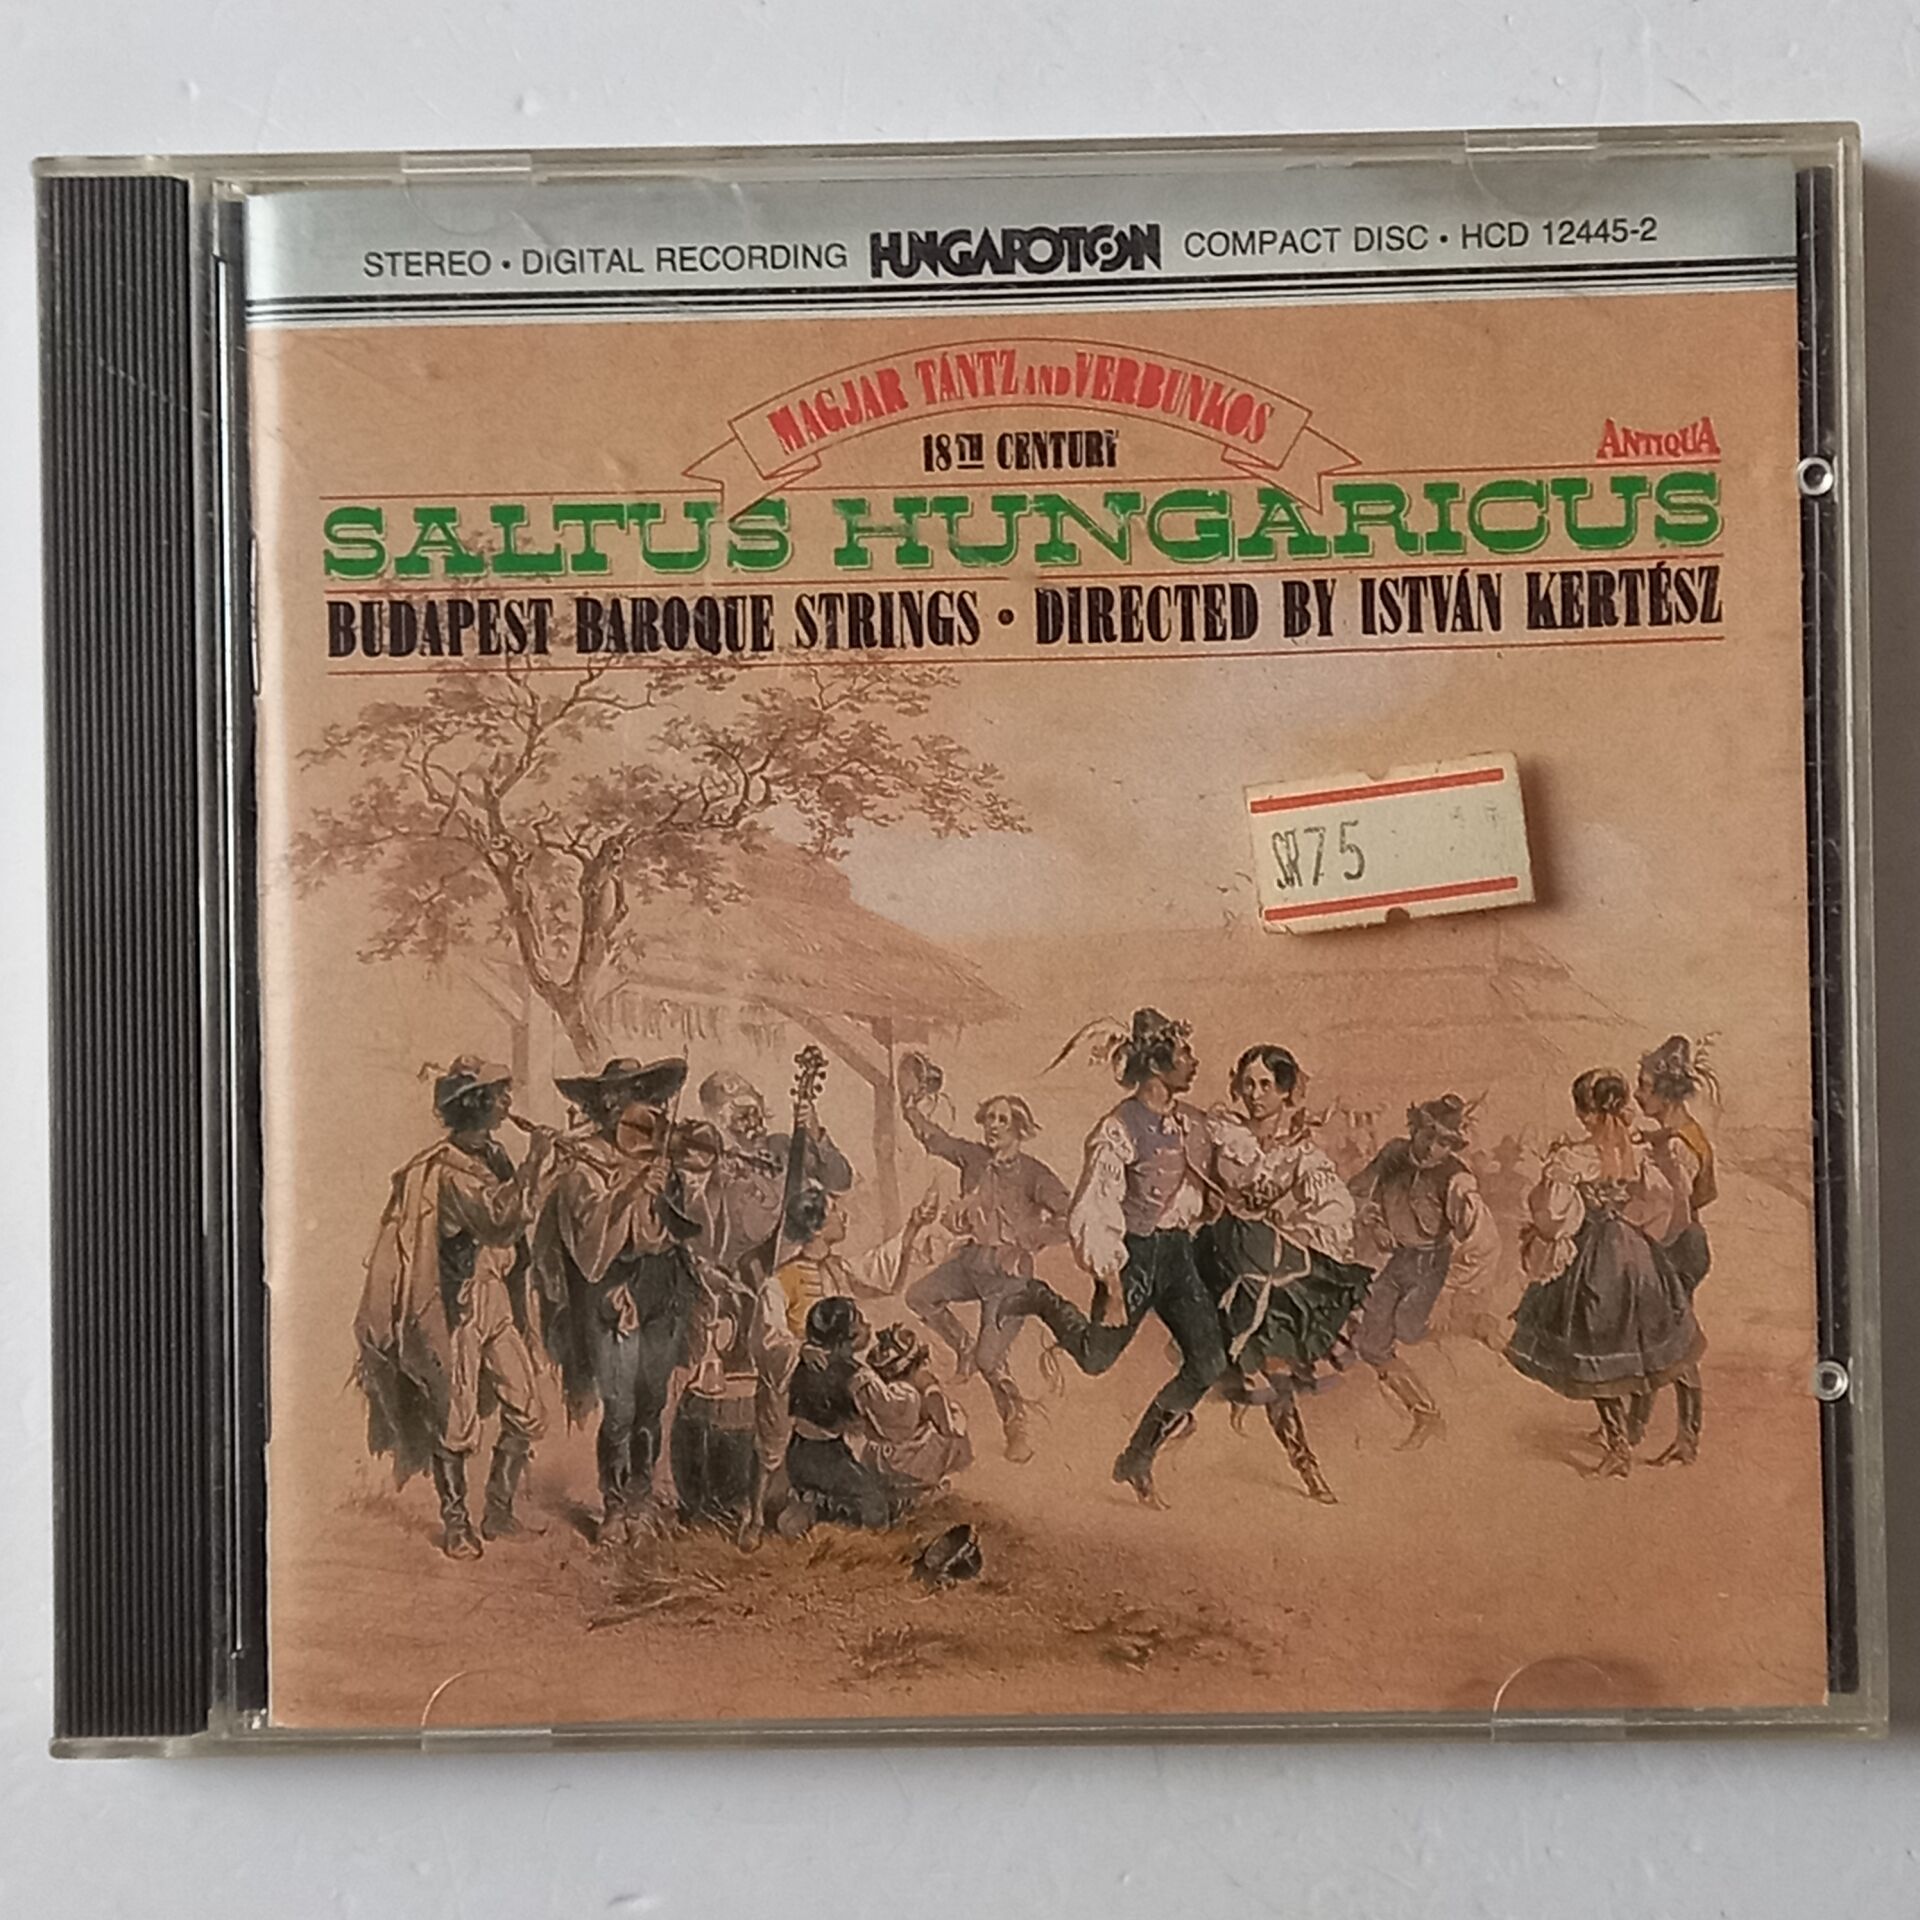 STEREO • DIGITAL RECORDING HUNGAROTON COMPACT DISC • HCD 12445-2
MAGJAR TÁNTZ AND VERBUNKOS
18TH CENTURY
ANTIQUA
SALTUS HUNGARICUS
BUDAPEST BAROQUE STRINGS • DIRECTED BY ISTVÁN KERTÉSZ
SR75